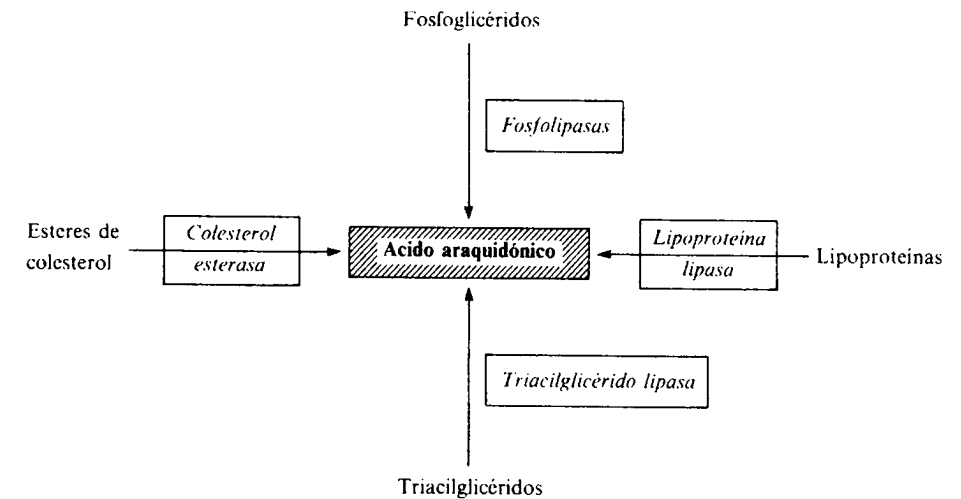 Fosfoglicéridos
Fosfolipasas
Esteres de
colesterol
Colesterol
esterasa
Acido araquidónico
Lipoproteína
lipasa
Lipoproteínas
Triacilglicérido lipasa
Triacilglicéridos